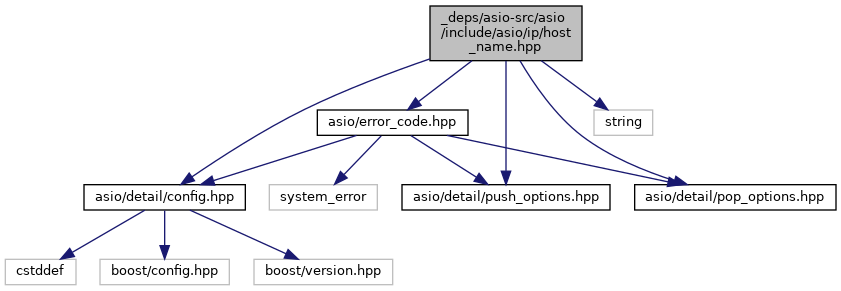 _deps/asio-src/asio
/include/asio/ip/host
_name.hpp
asio/error_code.hpp
string
asio/detail/config.hpp
system_error
asio/detail/push_options.hpp
asio/detail/pop_options.hpp
cstddef
boost/config.hpp
boost/version.hpp